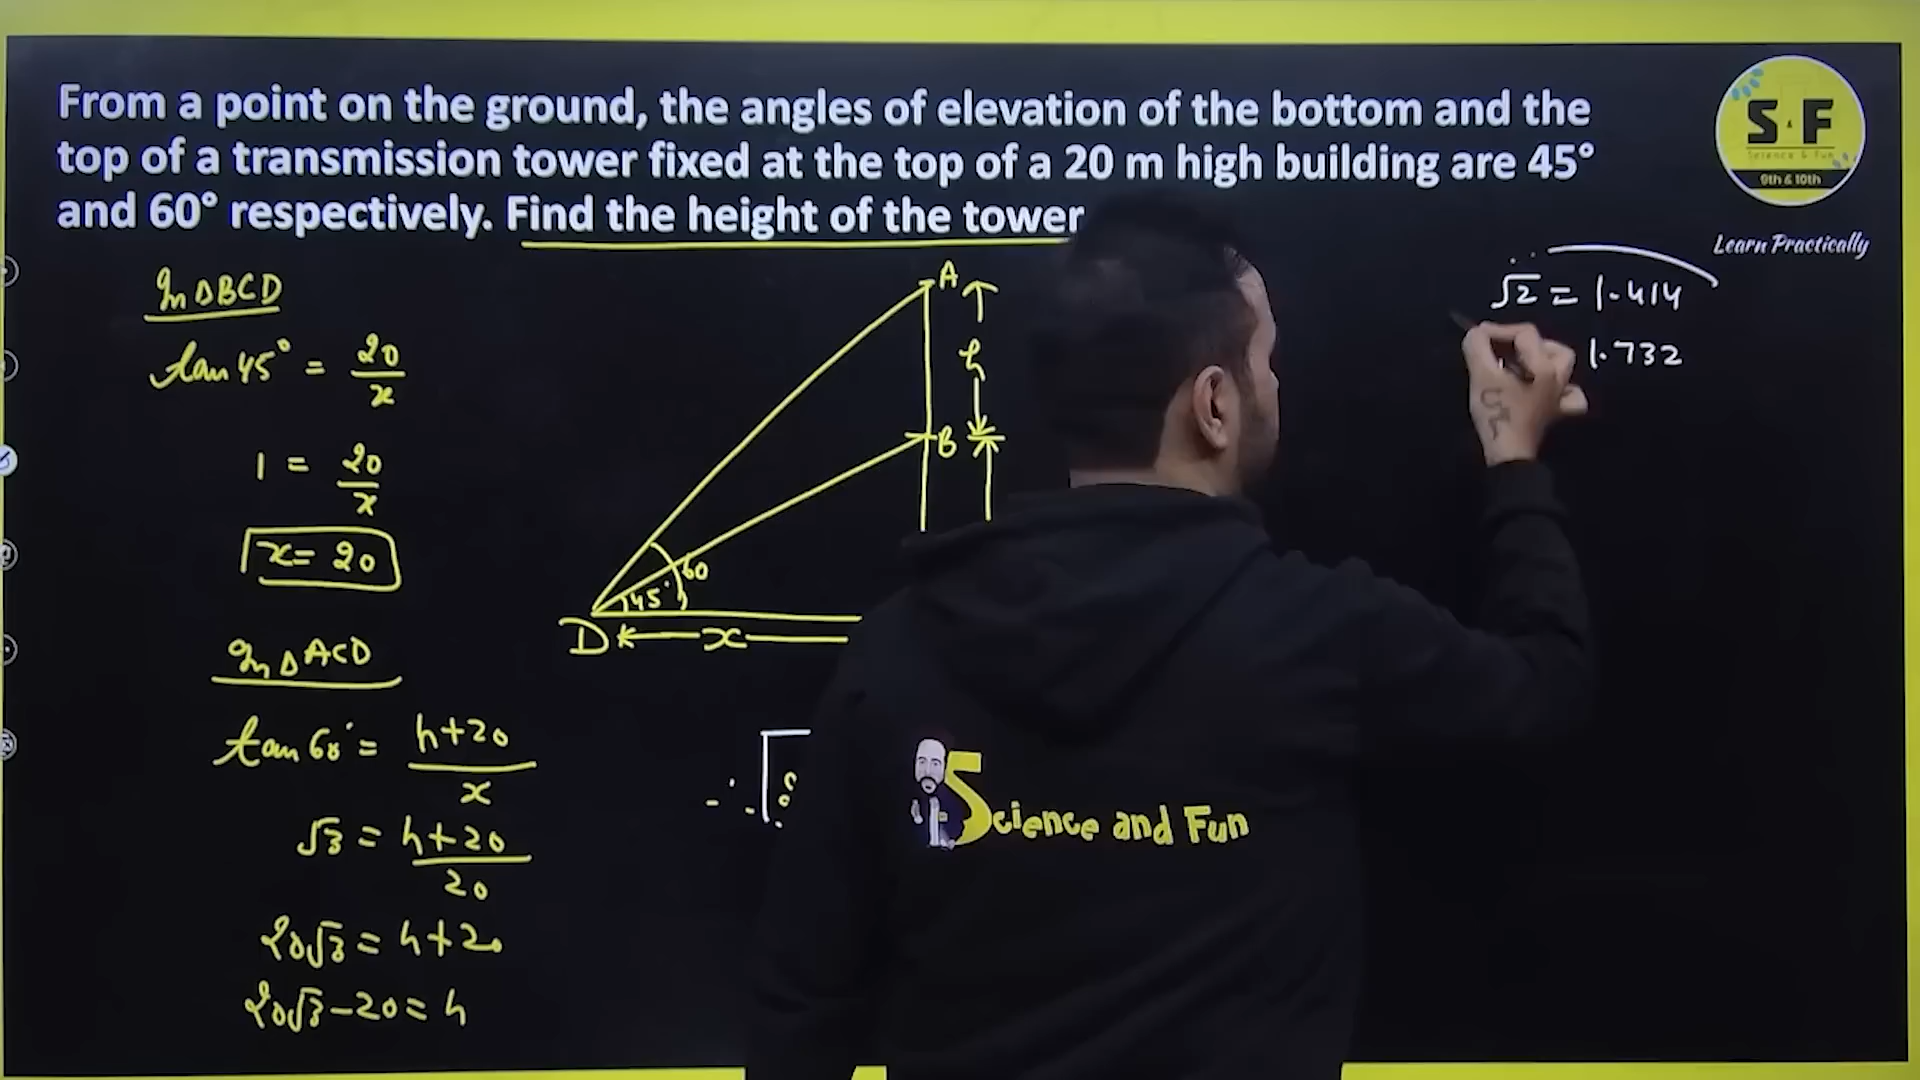 From a point on the ground, the angles of elevation of the bottom and the
top of a transmission tower fixed at the top of a 20 m high building are 45°
and 60° respectively. Find the height of the tower
S & F
Science & Fun
9th & 10th
Learn Practically
In ΔBCD
tan 45° = 20/x
1 = 20/x
x = 20
In Δ ACD
tan 60° = h+20/x
√3 = h+20/20
20√3 = h+20
20√3 - 20 = h
A
h
B
60
45°
D
x
√2 = 1.414
1.732
Science and Fun